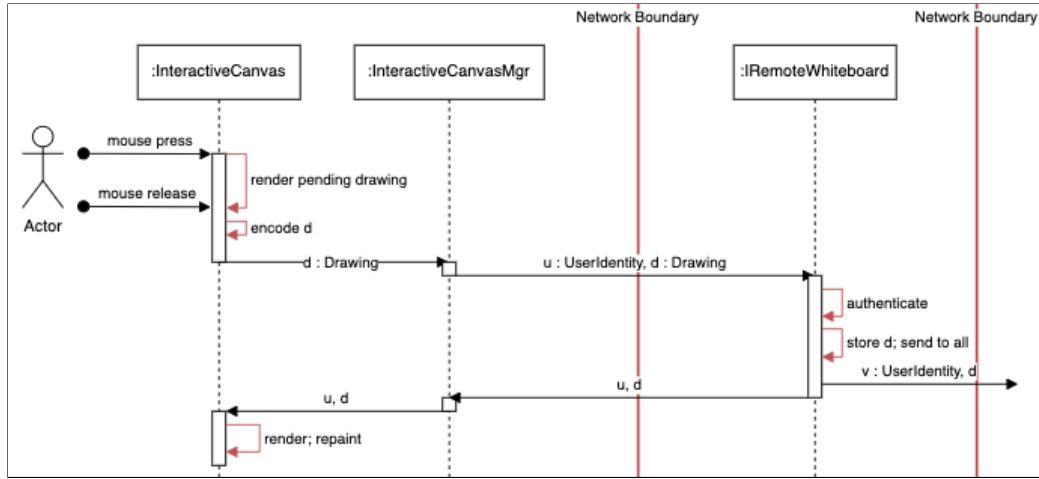 Network Boundary
Network Boundary
:InteractiveCanvas
:InteractiveCanvasMgr
:IRemoteWhiteboard
mouse press
render pending drawing
mouse release
Actor
encode d
d : Drawing
u : UserIdentity, d : Drawing
authenticate
store d; send to all
v : UserIdentity, d
u, d
u, d
render; repaint